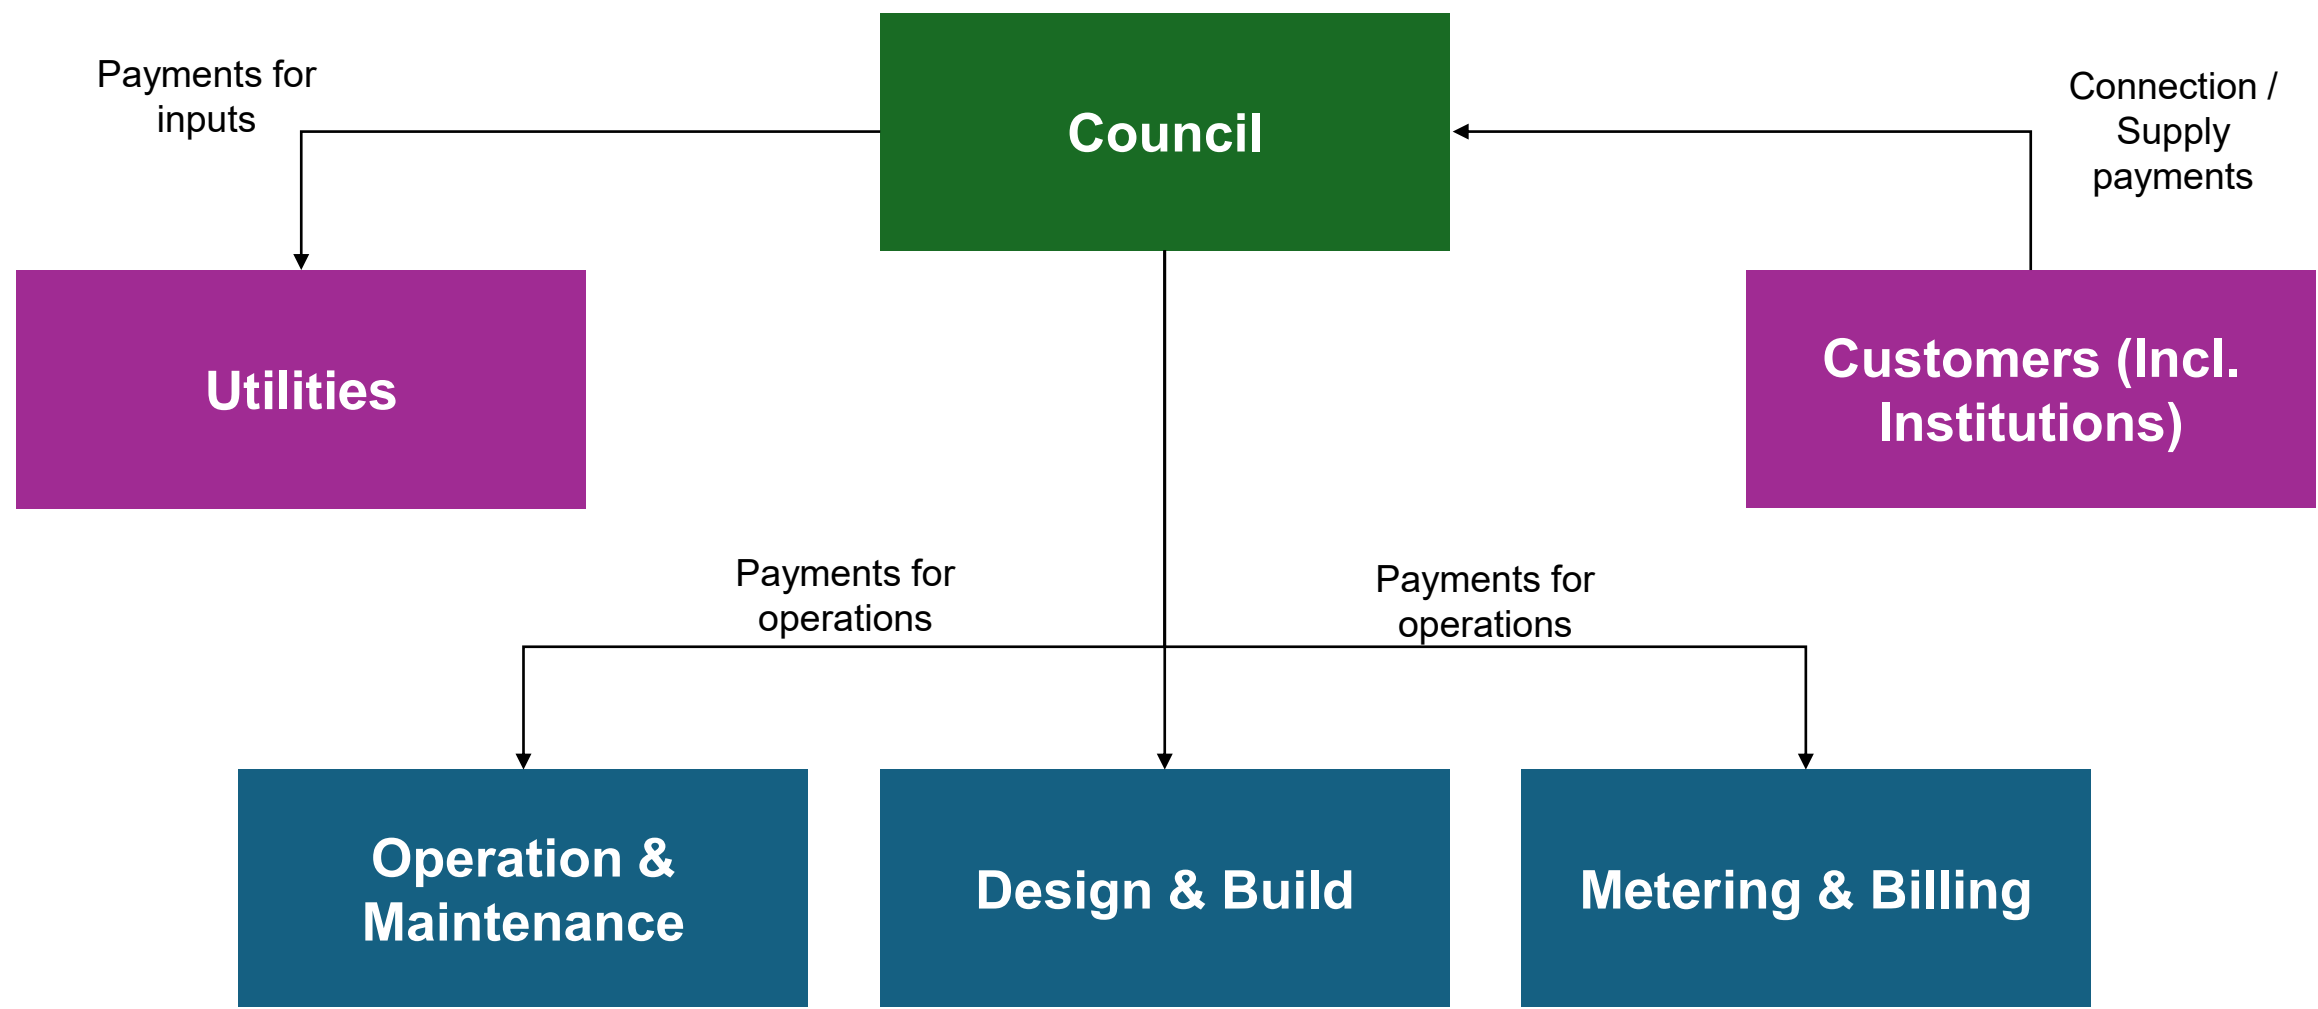 Payments for
inputs
Council
Connection /
Supply
payments
Utilities
Customers (Incl.
Institutions)
Payments for
operations
Payments for
operations
Operation &
Maintenance
Design & Build
Metering & Billing